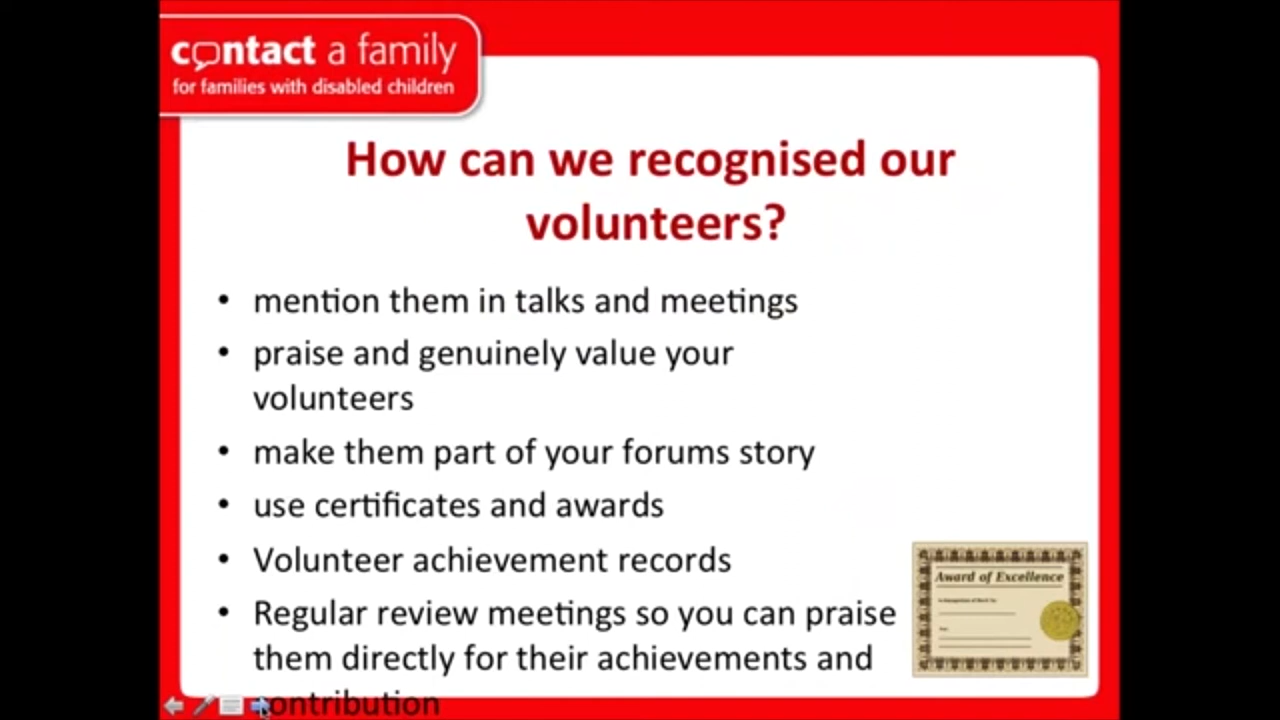 contact a family
for families with disabled children
How can we recognised our
volunteers?
• mention them in talks and meetings
• praise and genuinely value your
volunteers
• make them part of your forums story
• use certificates and awards
• Volunteer achievement records
• Regular review meetings so you can praise
them directly for their achievements and
contribution
Award of Excellence